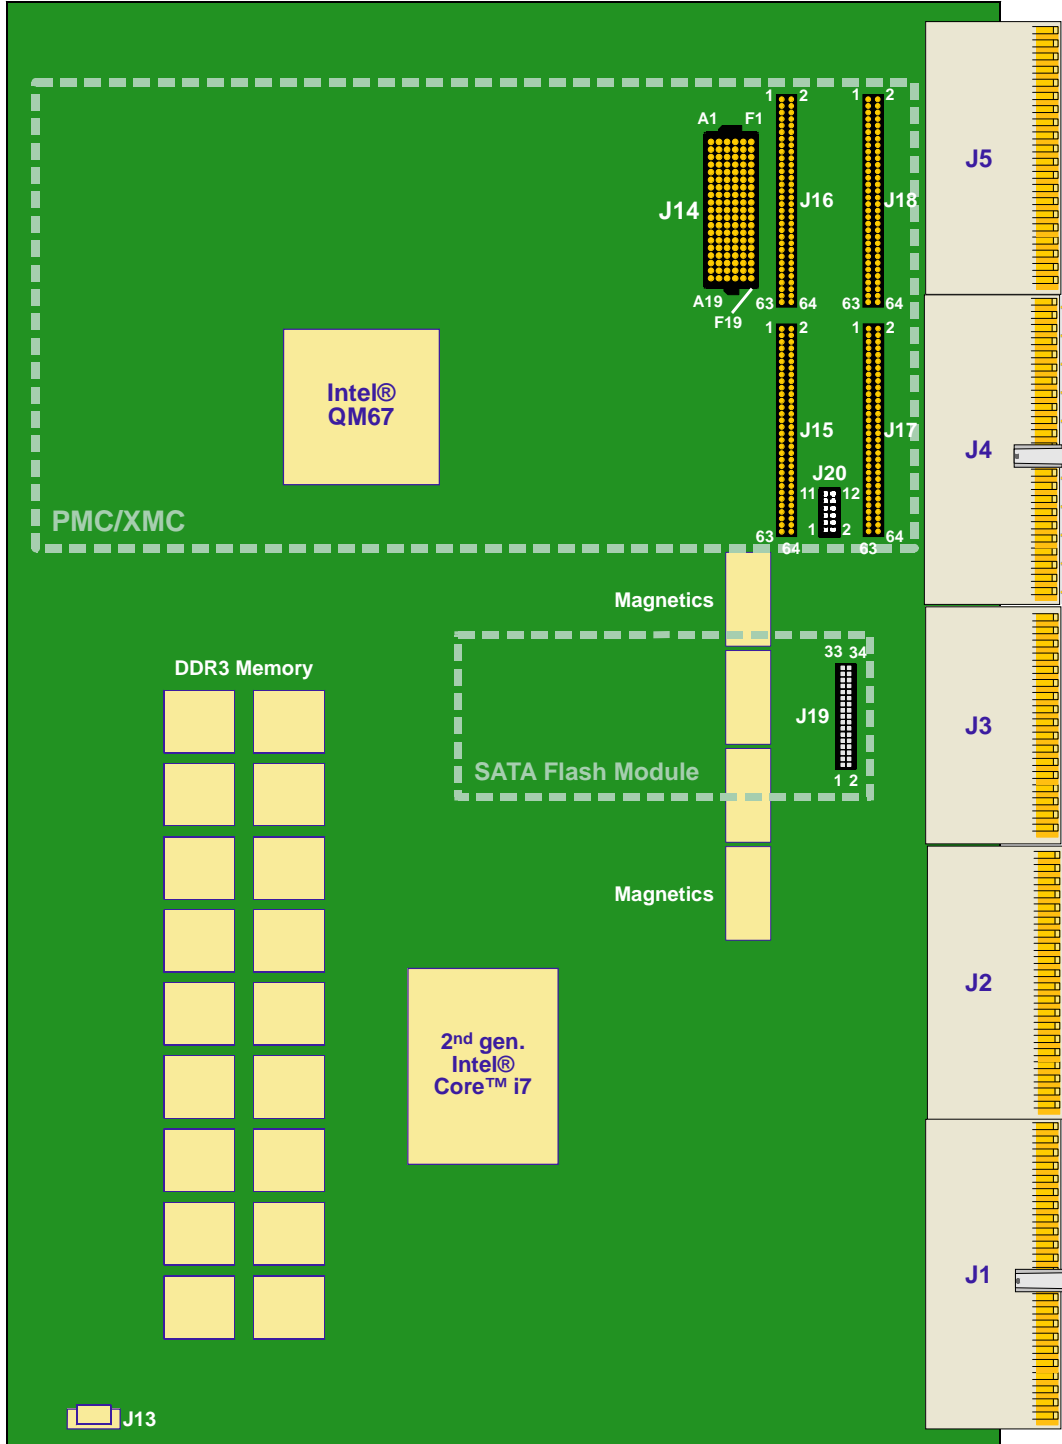 1 2
1 2
A1 F1
J5
J14
J16
J18
A19
F19
63 64
63 64
1 2
1 2
Intel®
QM67
J15
J17
J4
J20
11 12
1 2
PMC/XMC
63
64
63
64
Magnetics
DDR3 Memory
33 34
J19
J3
SATA Flash Module
1 2
Magnetics
J2
2nd gen.
Intel®
Core™ i7
J1
J13